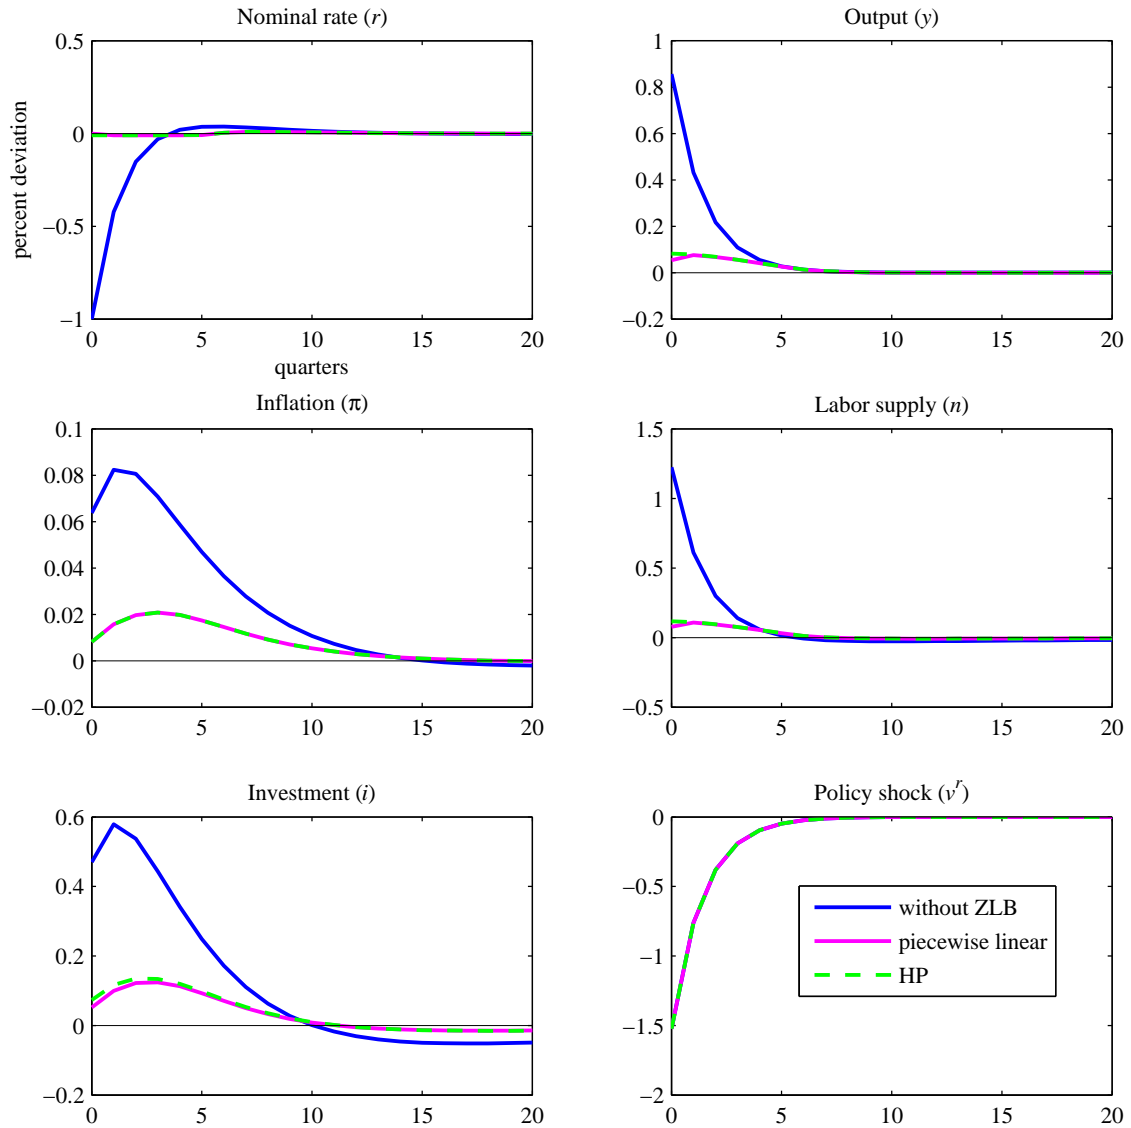 Nominal rate (r)
0.5
0
−0.5
−1
percent deviation
0 5 10 15 20
quarters
Output (y)
1
0.8
0.6
0.4
0.2
0
−0.2
0 5 10 15 20
Inflation (π)
0.1
0.08
0.06
0.04
0.02
0
−0.02
0 5 10 15 20
Labor supply (n)
1.5
1
0.5
0
−0.5
0 5 10 15 20
Investment (i)
0.6
0.4
0.2
0
−0.2
0 5 10 15 20
Policy shock (vʳ)
0
−0.5
−1
−1.5
−2
0 5 10 15 20
without ZLB
piecewise linear
HP